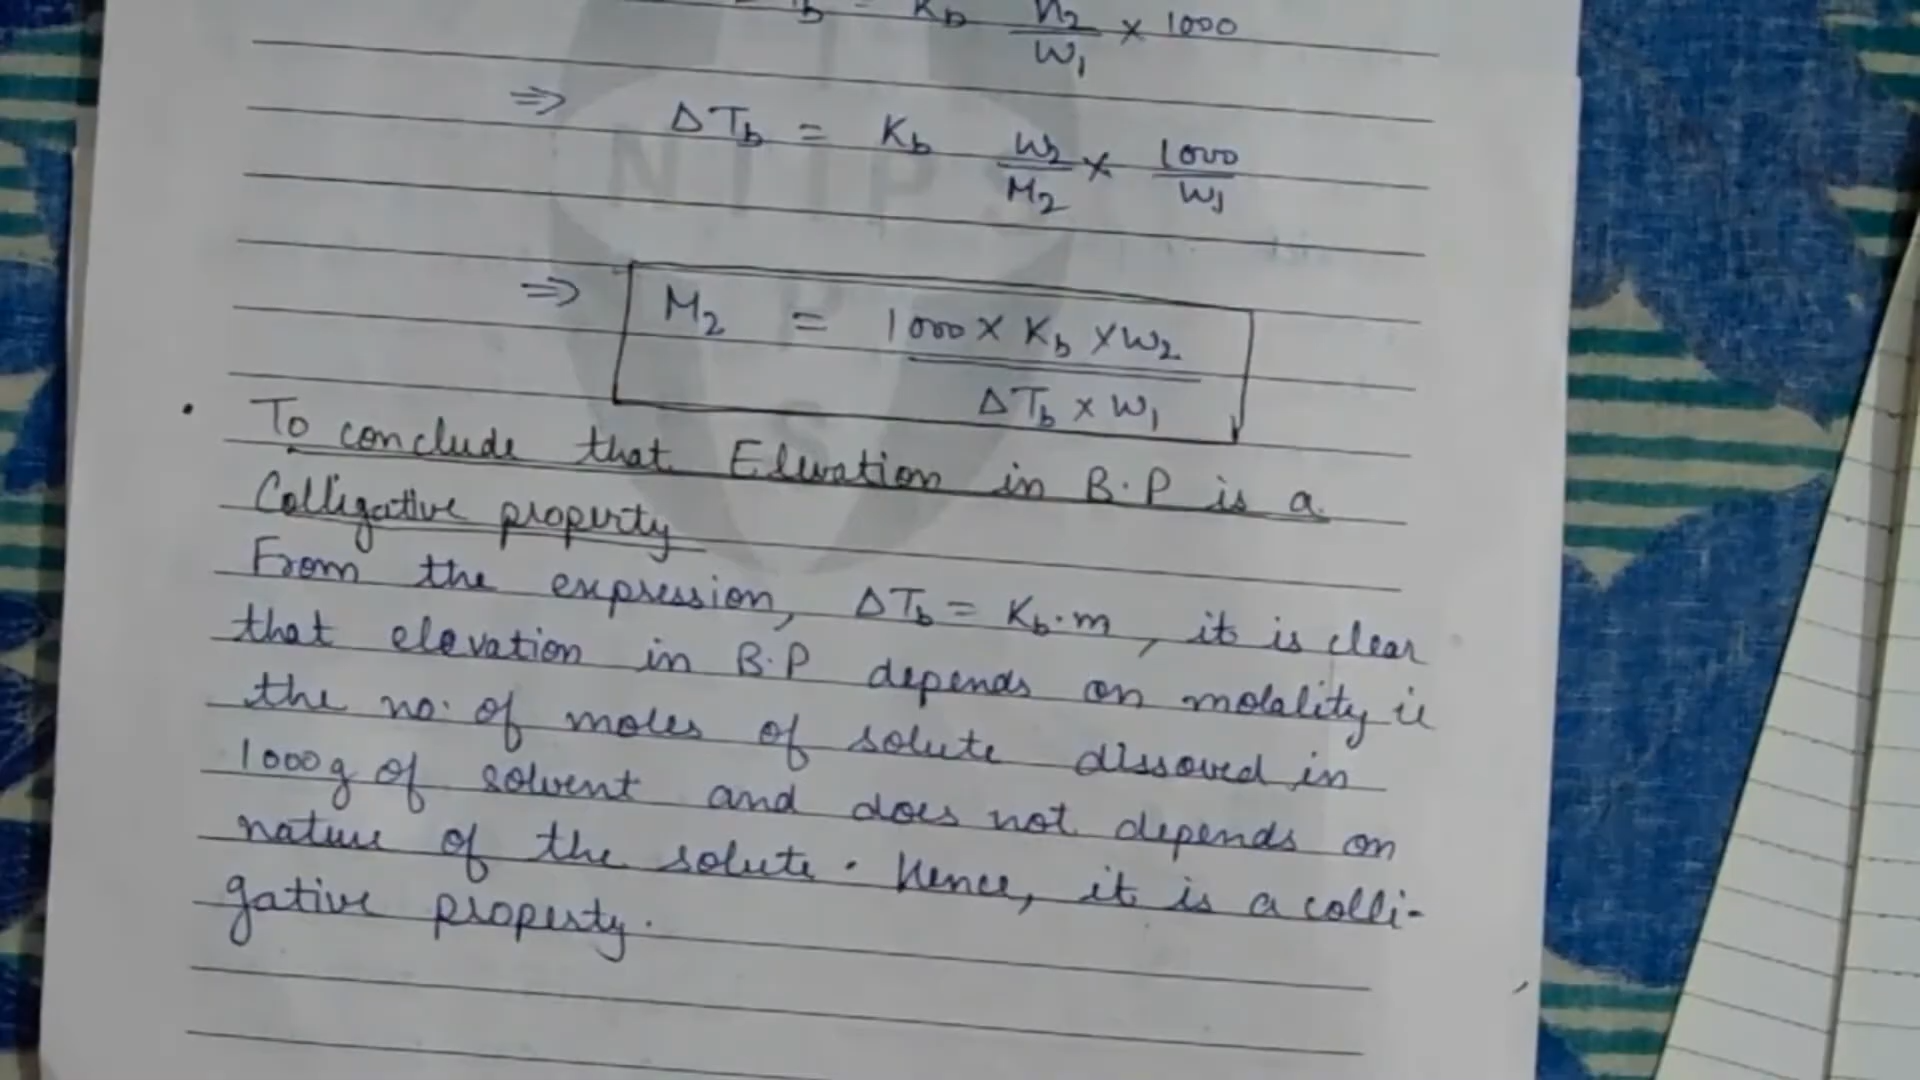 ΔTb = Kb n2/W1 × 1000
⇒ ΔTb = Kb W2/M2 × 1000/W1
NTPS
⇒ M2 = 1000 × Kb × W2 / ΔTb × W1
P
S
• To conclude that Elevation in B.P is a
Colligative property
From the expression, ΔTb = Kb.m, it is clear
that elevation in B.P depends on molality ie
the no. of moles of solute dissoved in
1000g of solvent and does not depends on
nature of the solute. Hence, it is a colli-
gative property.